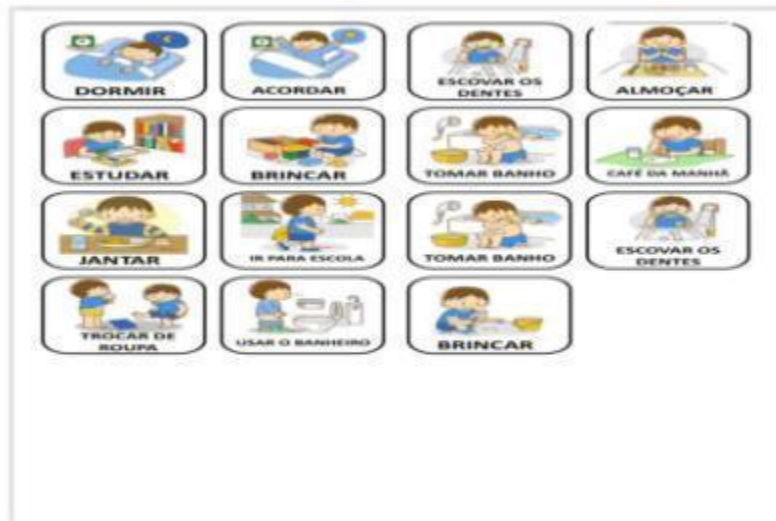 DORMIR
ACORDAR
ESCOVAR OS
DENTES
ALMOÇAR
ESTUDAR
BRINCAR
TOMAR BANHO
CAFÉ DA MANHÃ
JANTAR
IR PARA ESCOLA
TOMAR BANHO
ESCOVAR OS
DENTES
TROCAR DE
ROUPA
USAR O BANHEIRO
BRINCAR